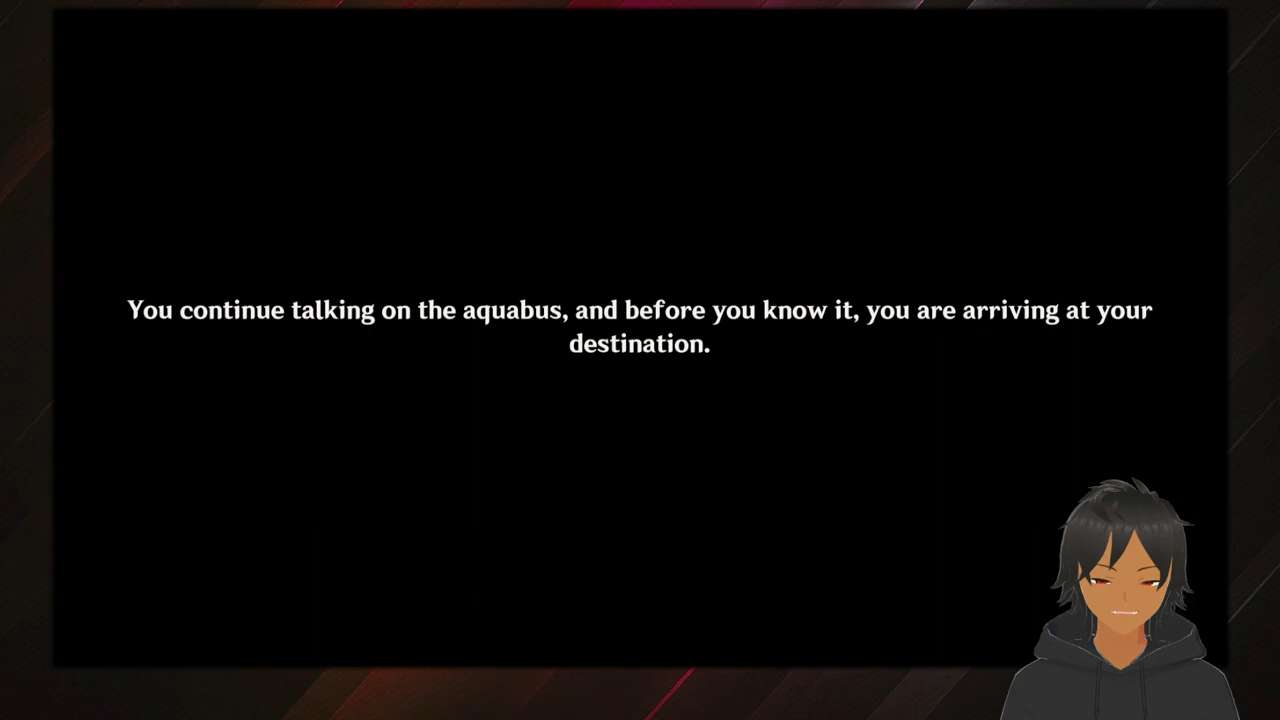 You continue talking on the aquabus, and before you know it, you are arriving at your
destination.